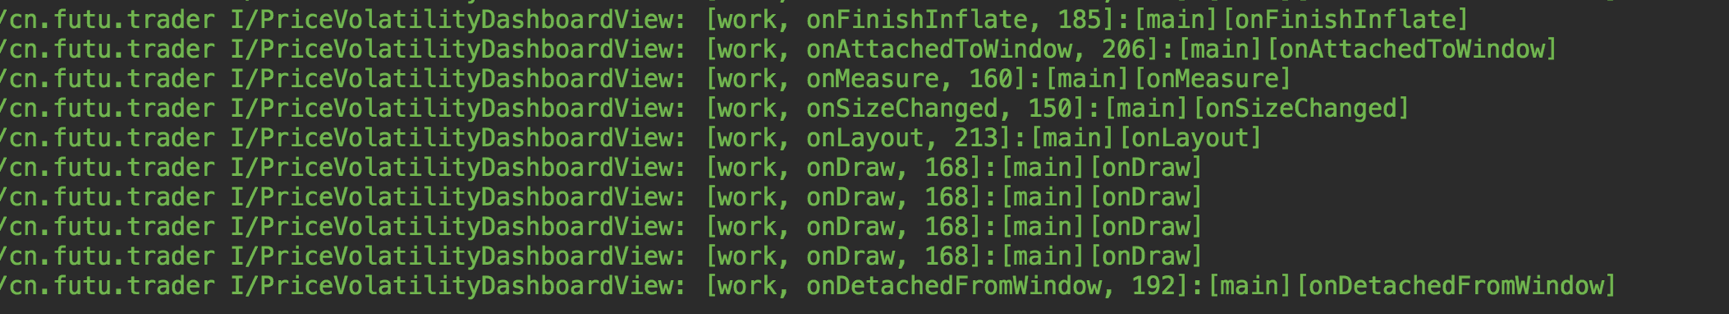 /cn.futu.trader I/PriceVolatilityDashboardView: [work, onFinishInflate, 185]:[main][onFinishInflate]
/cn.futu.trader I/PriceVolatilityDashboardView: [work, onAttachedToWindow, 206]:[main][onAttachedToWindow]
/cn.futu.trader I/PriceVolatilityDashboardView: [work, onMeasure, 160]:[main][onMeasure]
/cn.futu.trader I/PriceVolatilityDashboardView: [work, onSizeChanged, 150]:[main][onSizeChanged]
/cn.futu.trader I/PriceVolatilityDashboardView: [work, onLayout, 213]:[main][onLayout]
/cn.futu.trader I/PriceVolatilityDashboardView: [work, onDraw, 168]:[main][onDraw]
/cn.futu.trader I/PriceVolatilityDashboardView: [work, onDraw, 168]:[main][onDraw]
/cn.futu.trader I/PriceVolatilityDashboardView: [work, onDraw, 168]:[main][onDraw]
/cn.futu.trader I/PriceVolatilityDashboardView: [work, onDraw, 168]:[main][onDraw]
/cn.futu.trader I/PriceVolatilityDashboardView: [work, onDetachedFromWindow, 192]:[main][onDetachedFromWindow]